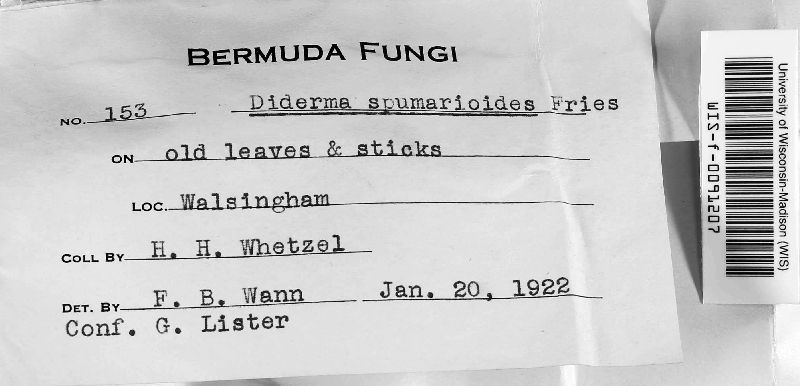 BERMUDA FUNGI
NO. 153 Diderma spumarioides Fries
ON old leaves & sticks
LOC. Walsingham
COLL BY H. H. Whetzel
DET. BY F. B. Wann Jan. 20, 1922
Conf. G. Lister
University of Wisconsin-Madison (WIS)
WIS-f-0091207